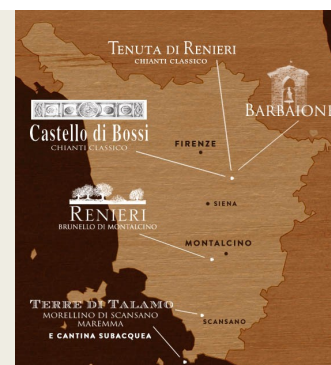 TENUTA DI RENIERI
CHIANTI CLASSICO
BARBAIONE
Castello di Bossi
CHIANTI CLASSICO
FIRENZE
SIENA
RENIERI
BRUNELLO DI MONTALCINO
MONTALCINO
TERRE DI TALAMO
MORELLINO DI SCANSANO
MAREMMA
E CANTINA SUBACQUEA
SCANSANO